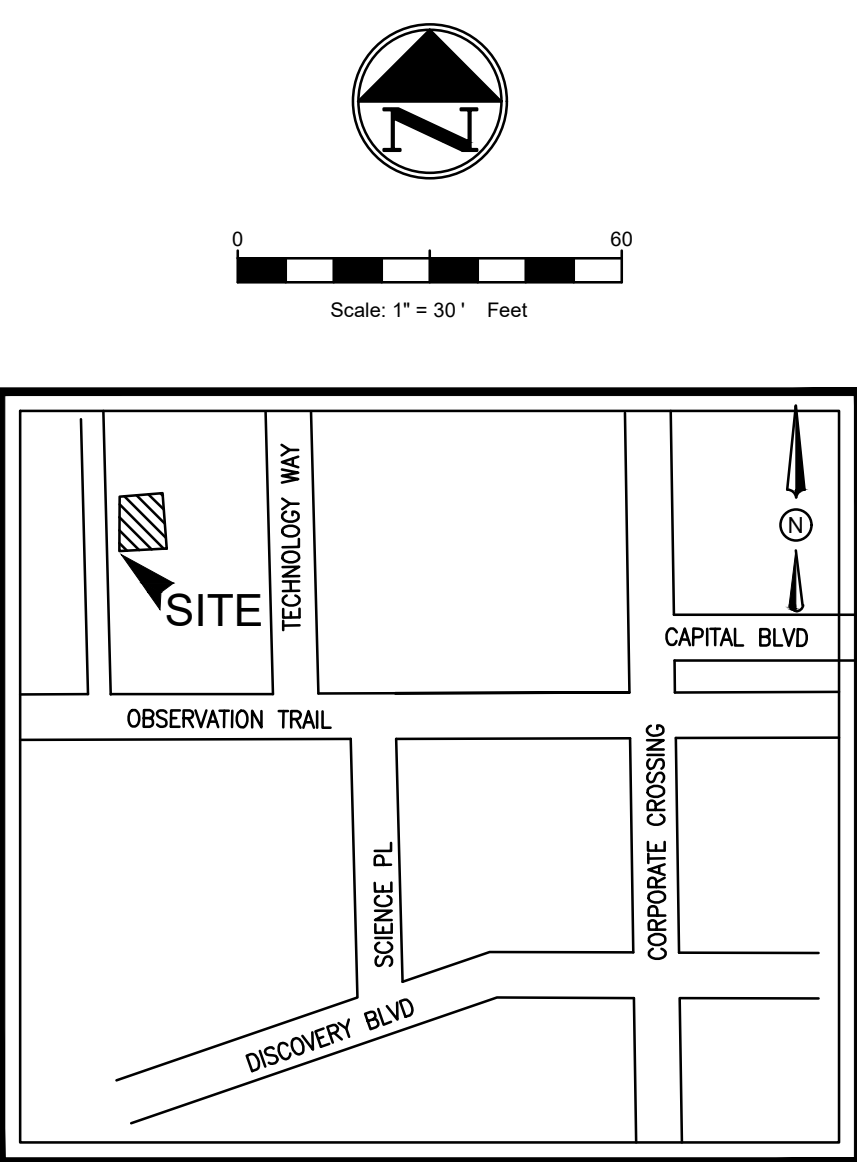 N
0 60
Scale: 1" = 30 ' Feet
TECHNOLOGY WAY
N
SITE
CAPITAL BLVD
OBSERVATION TRAIL
CORPORATE CROSSING
SCIENCE PL
DISCOVERY BLVD